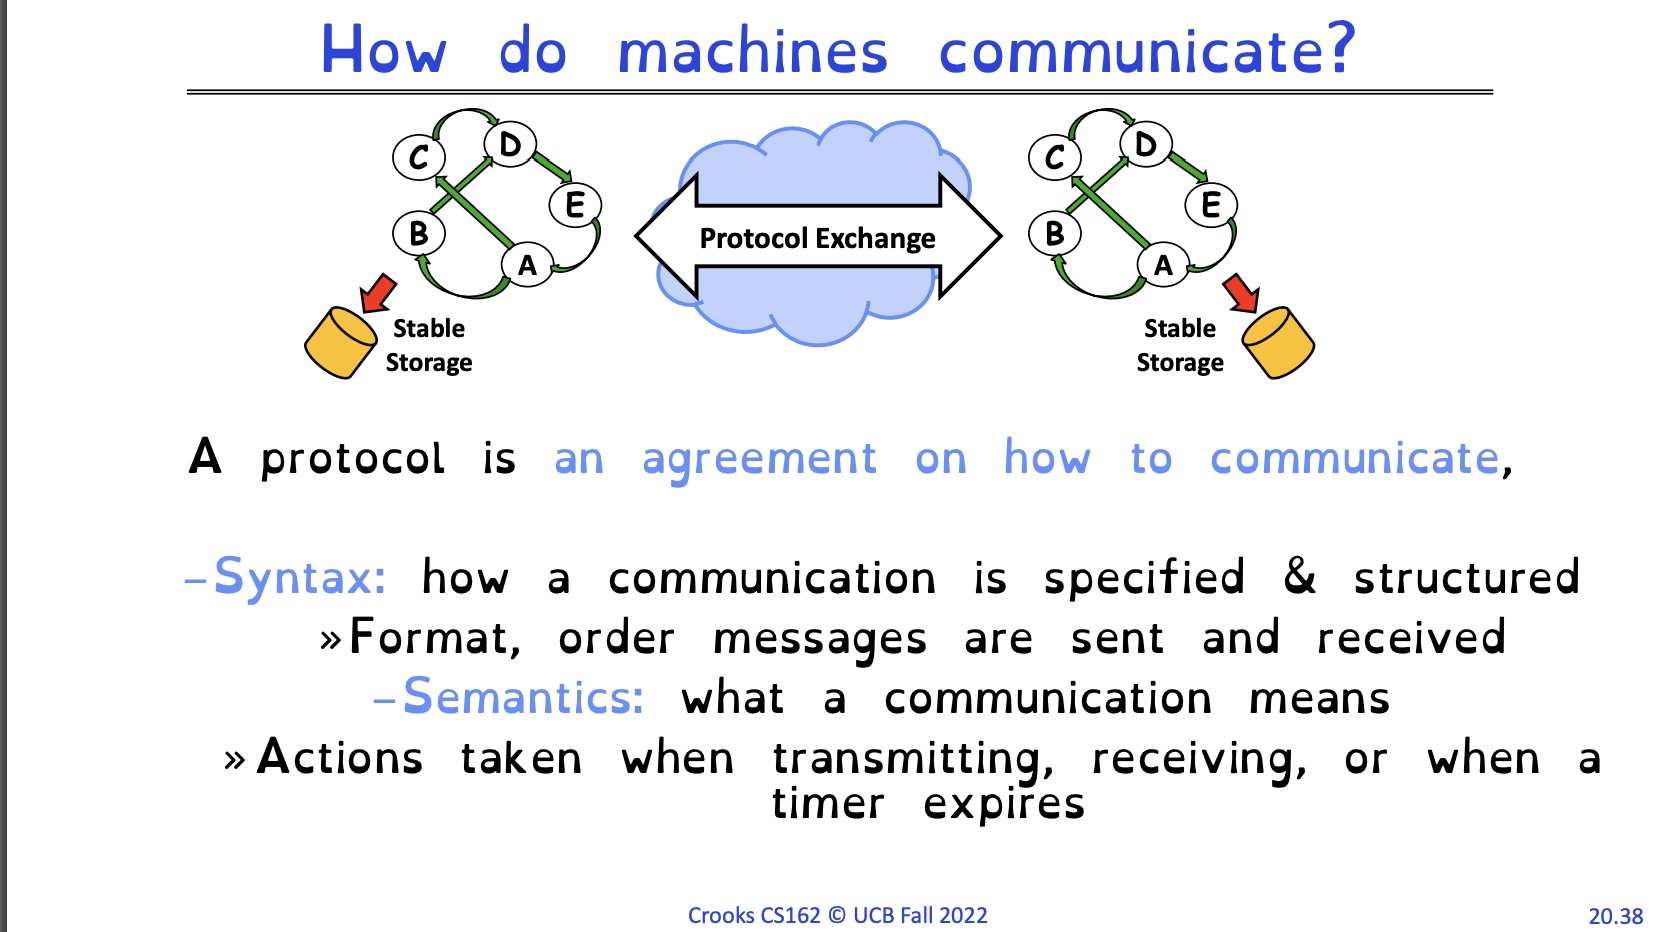 How do machines communicate?
C
D
E
B
A
Stable
Storage
Protocol Exchange
C
D
E
B
A
Stable
Storage
A protocol is an agreement on how to communicate,
–Syntax: how a communication is specified & structured
»Format, order messages are sent and received
–Semantics: what a communication means
»Actions taken when transmitting, receiving, or when a
timer expires
Crooks CS162 © UCB Fall 2022
20.38